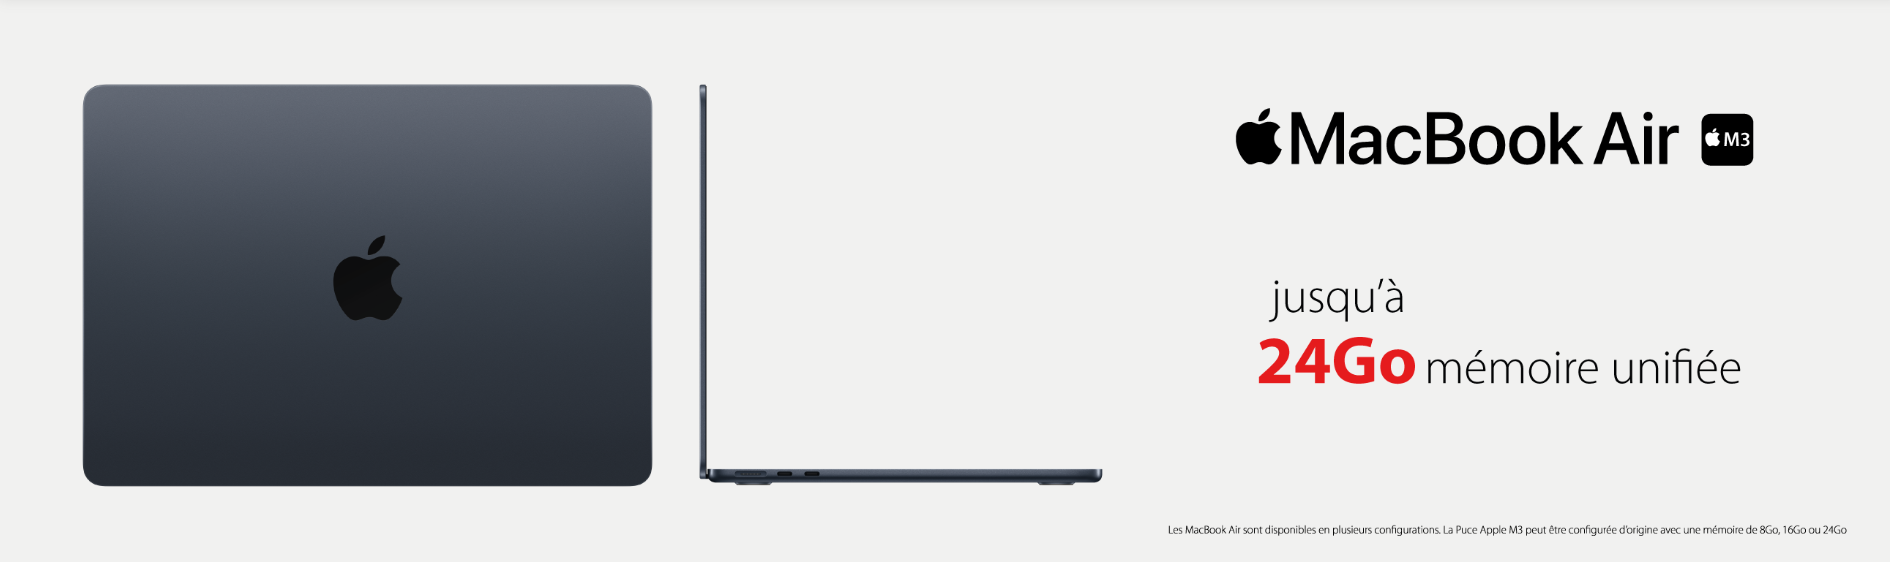 MacBook Air M3
jusqu'à
24Go mémoire unifiée
Les MacBook Air sont disponibles en plusieurs configurations. La Puce Apple M3 peut être configurée d'origine avec une mémoire de 8Go, 16Go ou 24Go